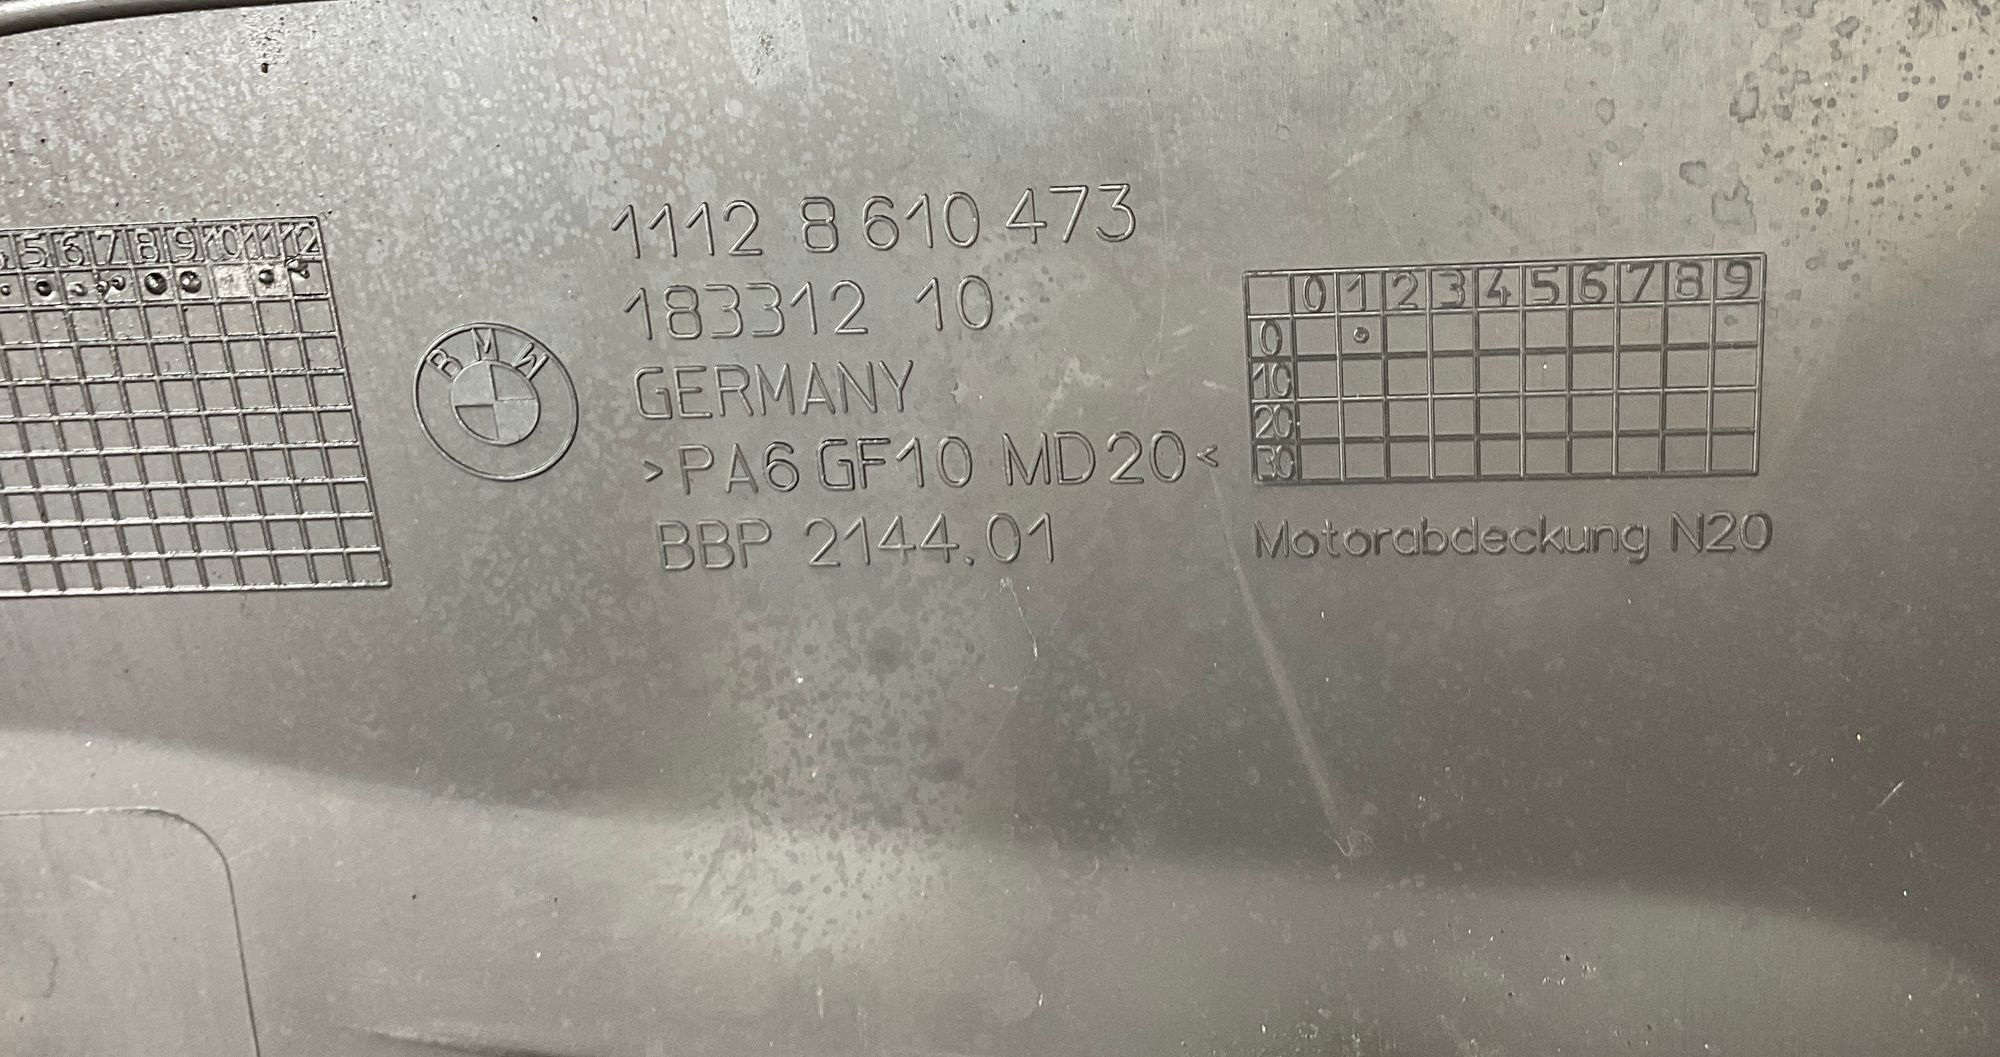 5 6 7 8 9 10 11 12
BMW
1112 8 610 473
183312 10
GERMANY
>PA6 GF10 MD20<
BBP 2144.01
0 1 2 3 4 5 6 7 8 9
0
10
20
30
Motorabdeckung N20